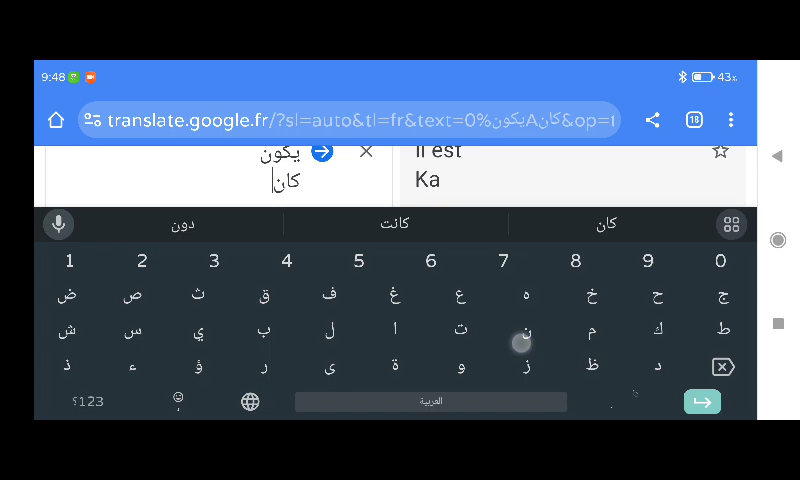 9:48 43%
translate.google.fr/?sl=auto&tl=fr&text=0%يكونAكان&op=t 18
يكون
كان
Il est
Ka
دون كانت كان
1 2 3 4 5 6 7 8 9 0
ض ص ث ق ف غ ع ه خ ح ج
ش س ي ب ل ا ت ن م ك ط
ذ ء ؤ ر ى ة و ز ظ د
؟123 العربية .